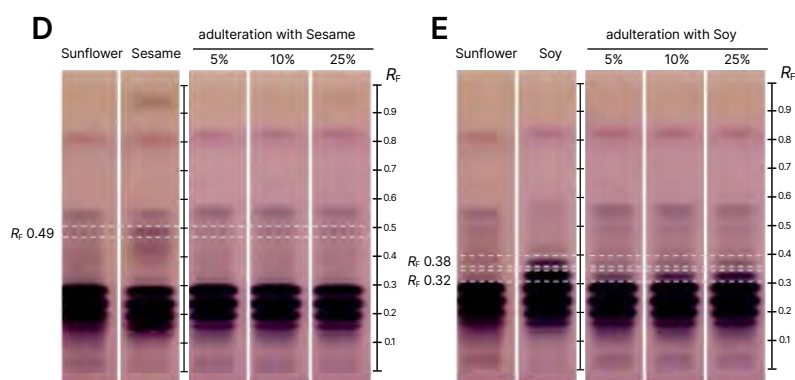 D
adulteration with Sesame
Sunflower Sesame 5% 10% 25%
RF
0.9
0.8
0.7
0.6
RF 0.49
0.5
0.4
0.3
0.2
0.1
E
adulteration with Soy
Sunflower Soy 5% 10% 25%
RF
0.9
0.8
0.7
0.6
0.5
0.4
RF 0.38
RF 0.32
0.3
0.2
0.1